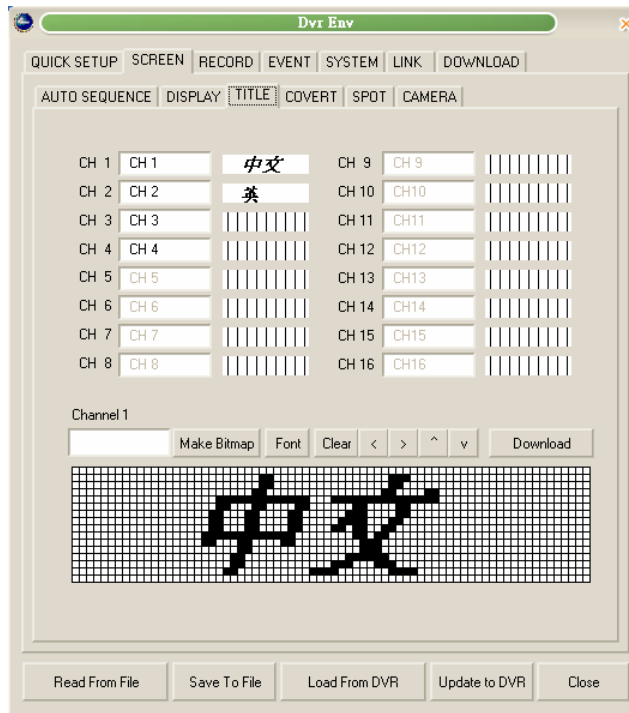 Dvr Env
QUICK SETUP SCREEN RECORD EVENT SYSTEM LINK DOWNLOAD
AUTO SEQUENCE DISPLAY TITLE COVERT SPOT CAMERA
CH 1 CH 1 中文 CH 9 CH 9
CH 2 CH 2 英 CH 10 CH10
CH 3 CH 3 CH 11 CH11
CH 4 CH 4 CH 12 CH12
CH 5 CH 5 CH 13 CH13
CH 6 CH 6 CH 14 CH14
CH 7 CH 7 CH 15 CH15
CH 8 CH 8 CH 16 CH16
Channel 1
Make Bitmap Font Clear < > ^ v Download
中文
Read From File Save To File Load From DVR Update to DVR Close